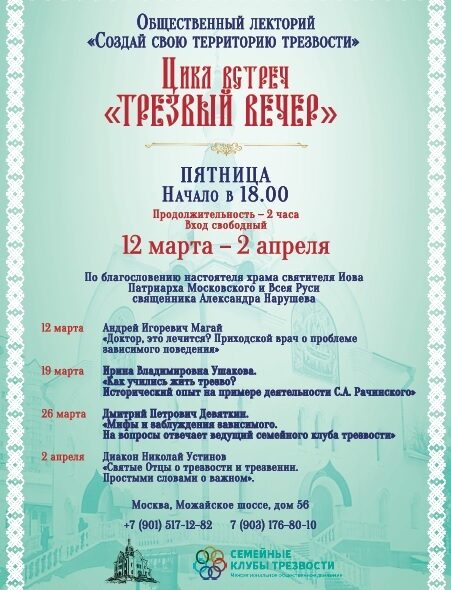 Общественный лекторий
«Создай свою территорию трезвости»
Цикл встреч
«ТРЕЗВЫЙ ВЕЧЕР»
ПЯТНИЦА
Начало в 18.00
Продолжительность – 2 часа
Вход свободный
12 марта – 2 апреля
По благословению настоятеля храма святителя Иова
Патриарха Московского и Всея Руси
священника Александра Нарушева
12 марта Андрей Игоревич Магай
«Доктор, это лечится? Приходской врач о проблеме
зависимого поведения»
19 марта Ирина Владимировна Ушакова.
«Как учились жить трезво?
Исторический опыт на примере деятельности С.А. Рачинского»
26 марта Дмитрий Петрович Девяткин.
«Мифы и заблуждения зависимого.
На вопросы отвечает ведущий семейного клуба трезвости»
2 апреля Диакон Николай Устинов
«Святые Отцы о трезвости и трезвении.
Простыми словами о важном».
Москва, Можайское шоссе, дом 56
+7 (901) 517-12-82 7 (903) 176-80-10
СЕМЕЙНЫЕ
КЛУБЫ ТРЕЗВОСТИ
Межрегиональное общественное движение